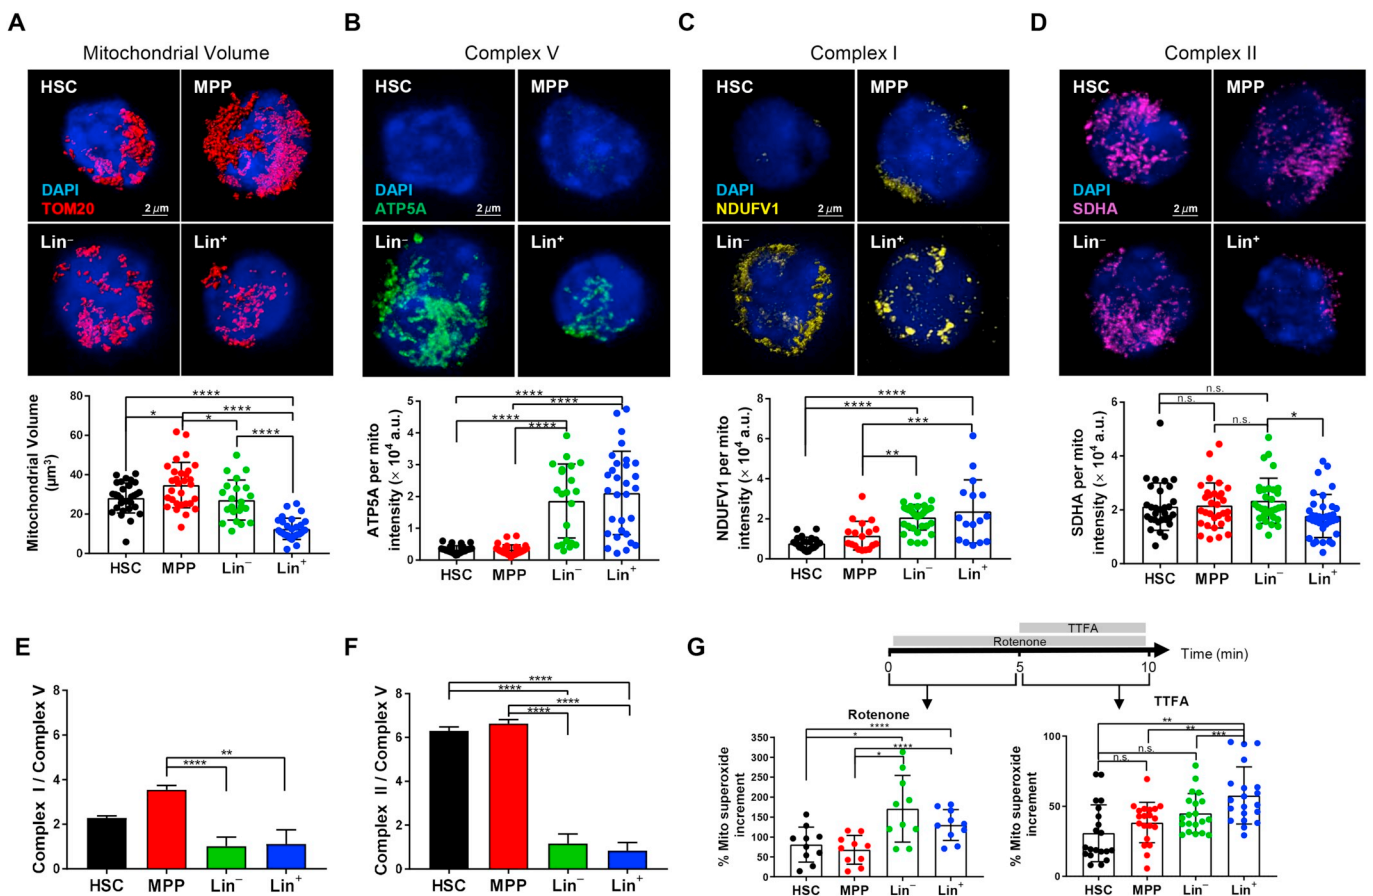 A
Mitochondrial Volume
HSC
MPP
DAPI
TOM20
2 μm
Lin−
Lin+
Mitochondrial Volume
(μm³)
80
60
40
20
0
****
****
*
*
****
HSC
MPP
Lin−
Lin+
B
Complex V
HSC
MPP
DAPI
ATP5A
2 μm
Lin−
Lin+
ATP5A per mito
intensity (× 10⁴ a.u.)
5
4
3
2
1
0
****
****
****
****
HSC
MPP
Lin−
Lin+
C
Complex I
HSC
MPP
DAPI
NDUFV1
2 μm
Lin−
Lin+
NDUFV1 per mito
intensity (× 10⁴ a.u.)
8
6
4
2
0
****
****
***
**
HSC
MPP
Lin−
Lin+
D
Complex II
HSC
MPP
DAPI
SDHA
2 μm
Lin−
Lin+
SDHA per mito
intensity (× 10⁴ a.u.)
6
4
2
0
n.s.
n.s.
n.s.
*
HSC
MPP
Lin−
Lin+
E
Complex I / Complex V
8
6
4
2
0
**
****
HSC
MPP
Lin−
Lin+
F
Complex II / Complex V
8
6
4
2
0
****
****
****
****
HSC
MPP
Lin−
Lin+
G
TTFA
Rotenone
Time (min)
0
5
10
Rotenone
% Mito superoxide
increment
350
300
250
200
150
100
50
0
****
*
****
*
HSC
MPP
Lin−
Lin+
TTFA
% Mito superoxide
increment
100
50
0
**
**
***
n.s.
n.s.
HSC
MPP
Lin−
Lin+